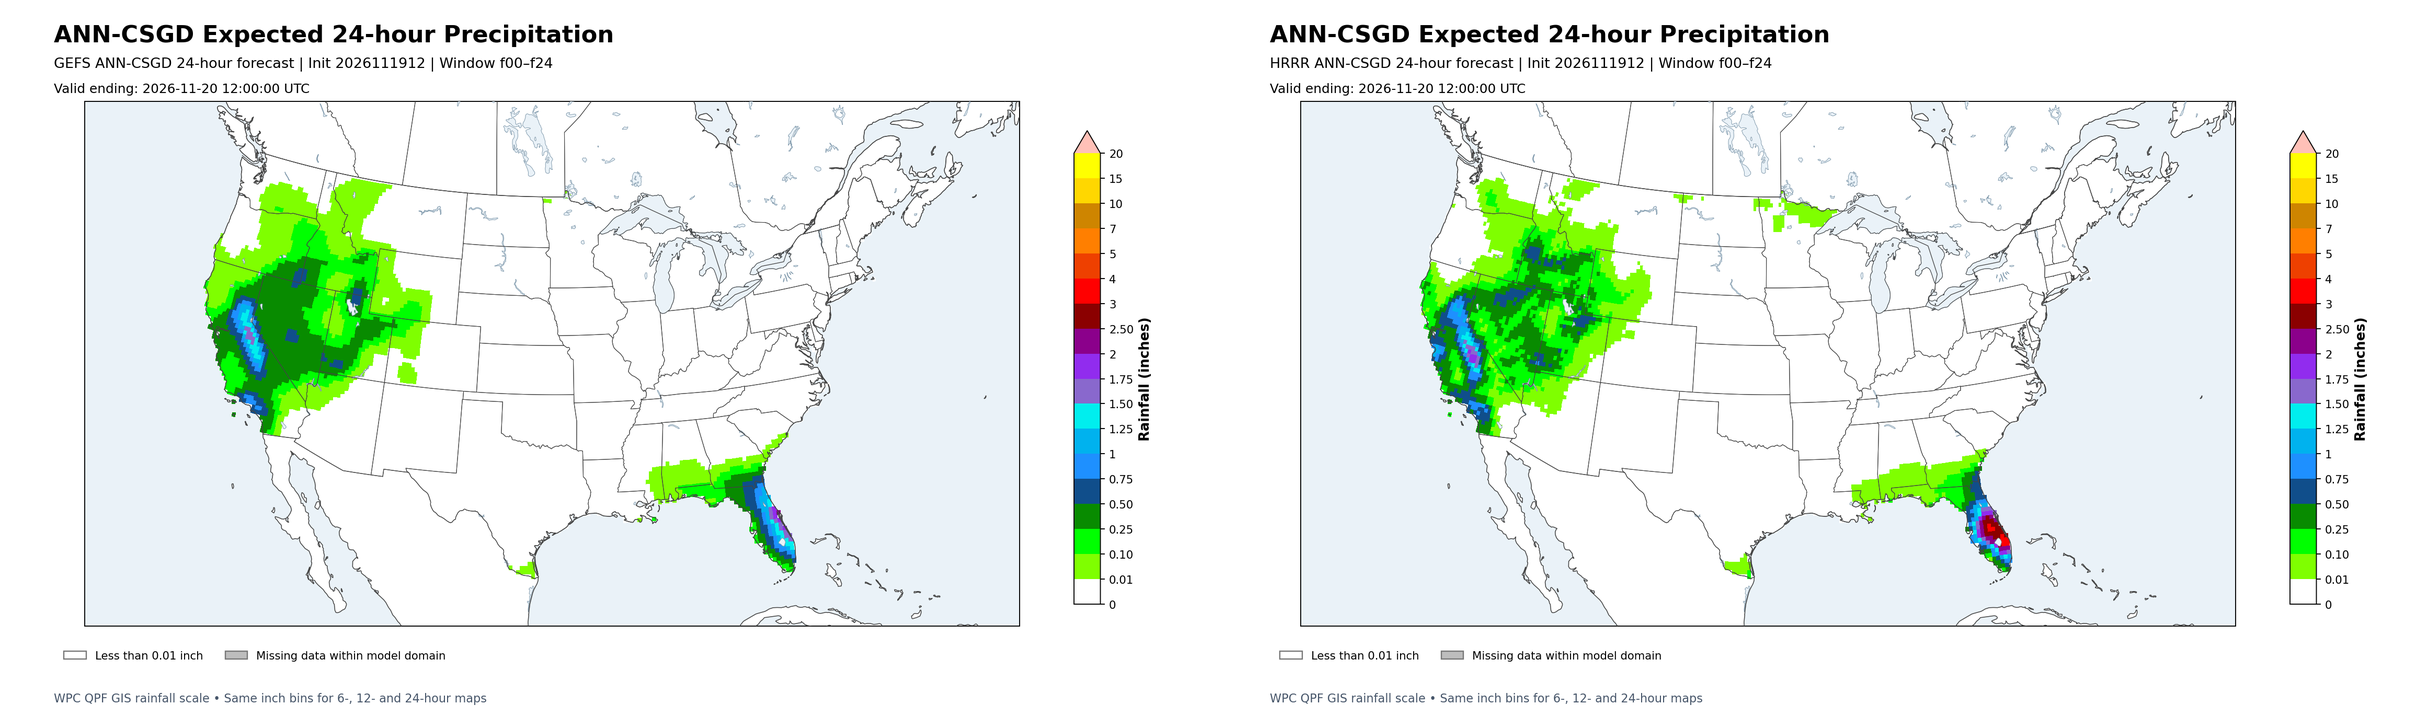 ANN-CSGD Expected 24-hour Precipitation
GEFS ANN-CSGD 24-hour forecast | Init 2026111912 | Window f00–f24
Valid ending: 2026-11-20 12:00:00 UTC
20
15
10
7
5
4
3
2.50
2
1.75
1.50
1.25
1
0.75
0.50
0.25
0.10
0.01
0
Rainfall (inches)
Less than 0.01 inch
Missing data within model domain
WPC QPF GIS rainfall scale • Same inch bins for 6-, 12- and 24-hour maps
ANN-CSGD Expected 24-hour Precipitation
HRRR ANN-CSGD 24-hour forecast | Init 2026111912 | Window f00–f24
Valid ending: 2026-11-20 12:00:00 UTC
20
15
10
7
5
4
3
2.50
2
1.75
1.50
1.25
1
0.75
0.50
0.25
0.10
0.01
0
Rainfall (inches)
Less than 0.01 inch
Missing data within model domain
WPC QPF GIS rainfall scale • Same inch bins for 6-, 12- and 24-hour maps